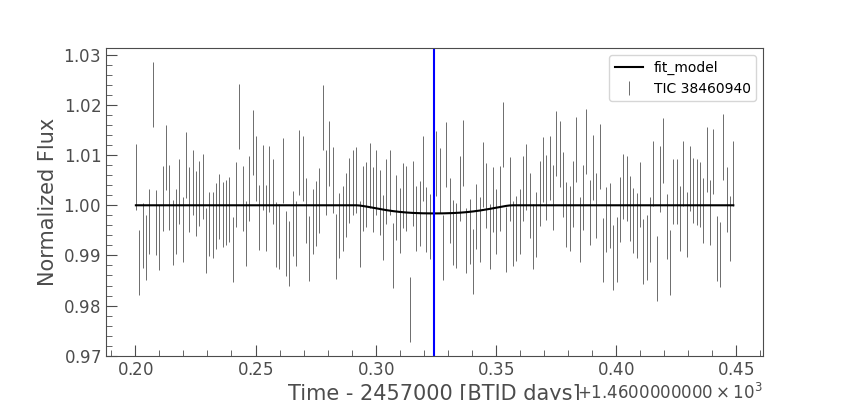 1.03
1.02
1.01
1.00
0.99
0.98
0.97
Normalized Flux
fit_model
TIC 38460940
0.20 0.25 0.30 0.35 0.40 0.45
Time - 2457000 [BTJD days]
+1.4600000000 × 10³